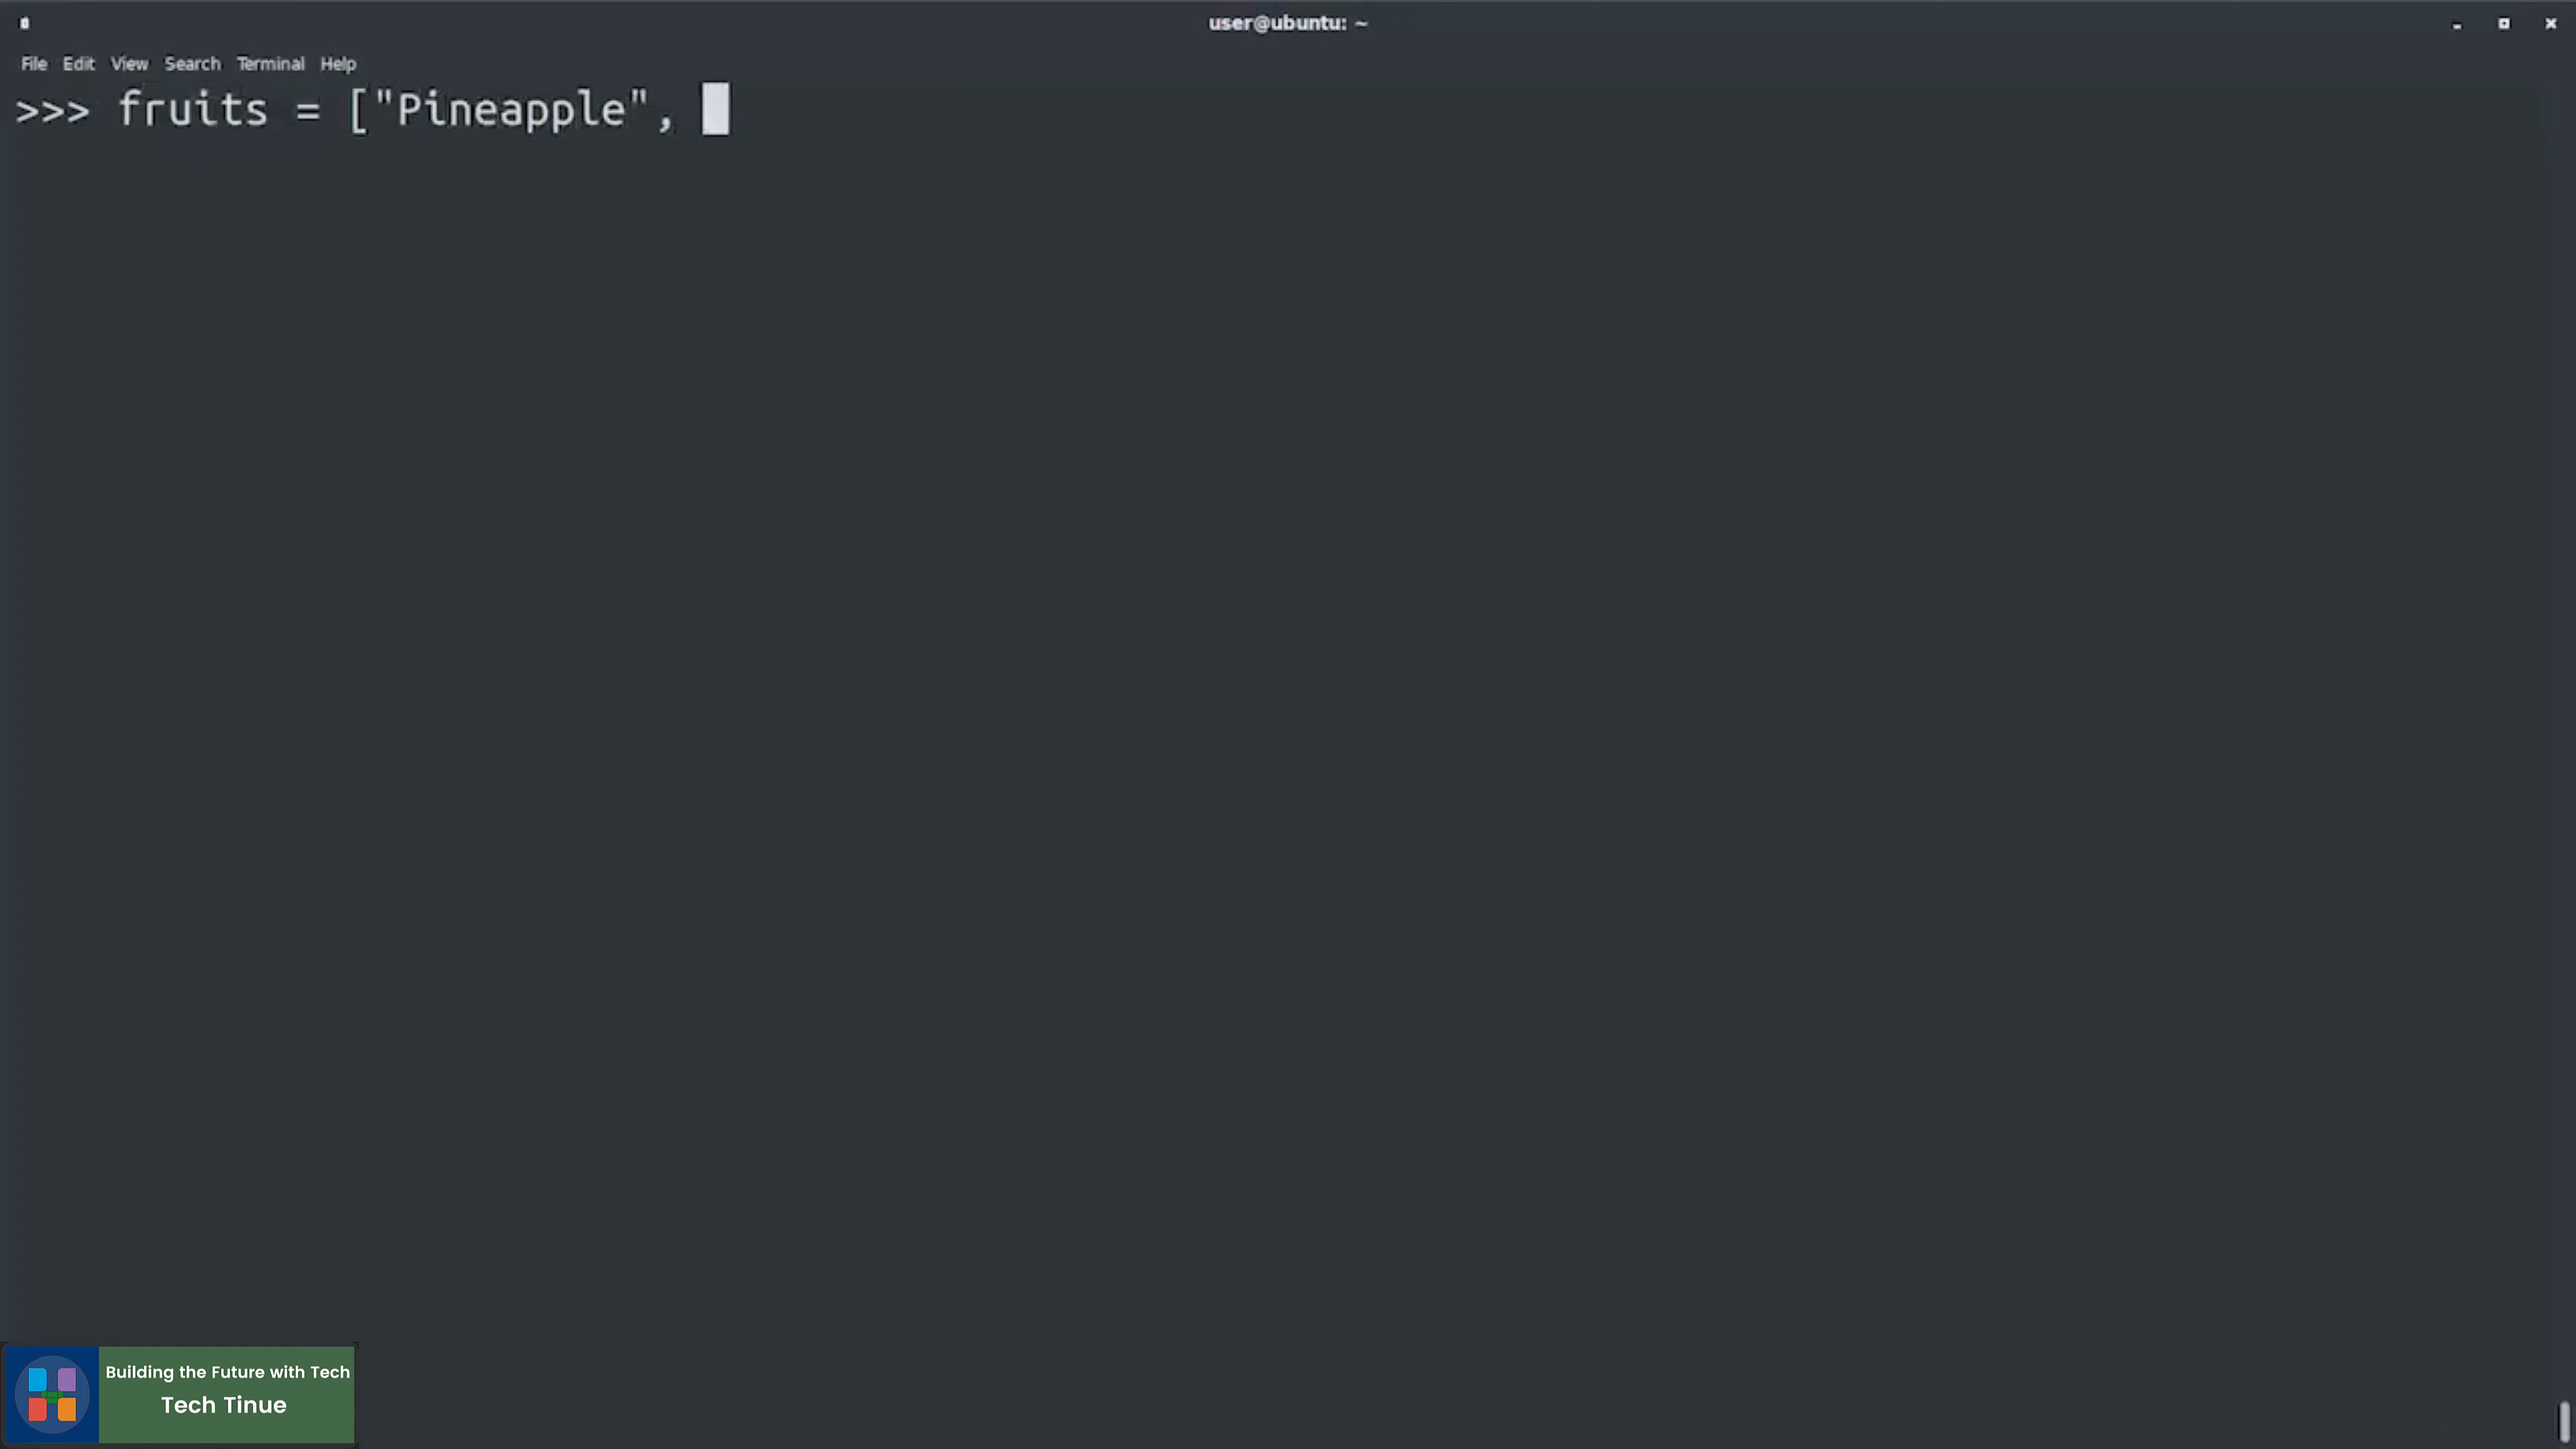 user@ubuntu: ~
File Edit View Search Terminal Help
>>> fruits = ["Pineapple",
Building the Future with Tech
Tech Tinue